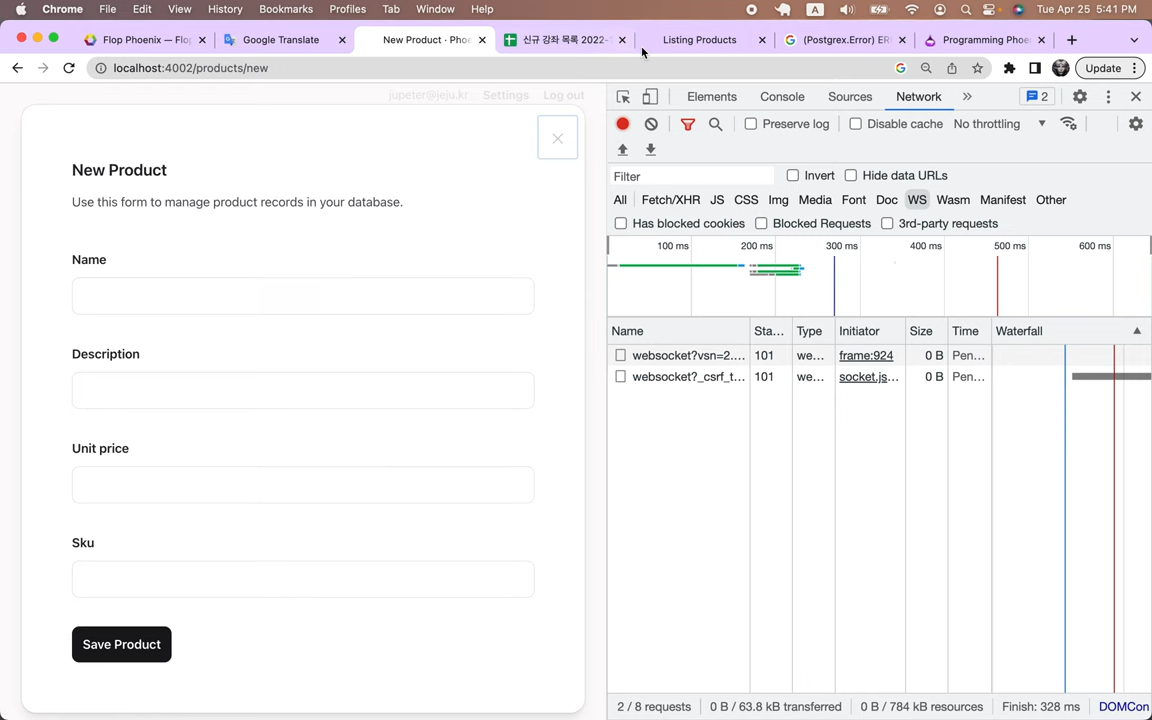 Chrome File Edit View History Bookmarks Profiles Tab Window Help A Tue Apr 25 5:41 PM
Flop Phoenix — Flop Google Translate New Product · Phoe 신규 강좌 목록 2022- Listing Products (Postgrex.Error) ER Programming Phoe
localhost:4002/products/new Update
jupeter@jeju.kr Settings Log out
New Product
Use this form to manage product records in your database.
Name
Description
Unit price
Sku
Save Product
Elements Console Sources Network 2
Preserve log Disable cache No throttling
Filter Invert Hide data URLs
All Fetch/XHR JS CSS Img Media Font Doc WS Wasm Manifest Other
Has blocked cookies Blocked Requests 3rd-party requests
100 ms 200 ms 300 ms 400 ms 500 ms 600 ms
Name Sta... Type Initiator Size Time Waterfall
websocket?vsn=2.... 101 we... frame:924 0 B Pen...
websocket?_csrf_t... 101 we... socket.js... 0 B Pen...
2 / 8 requests 0 B / 63.8 kB transferred 0 B / 784 kB resources Finish: 328 ms DOMCon